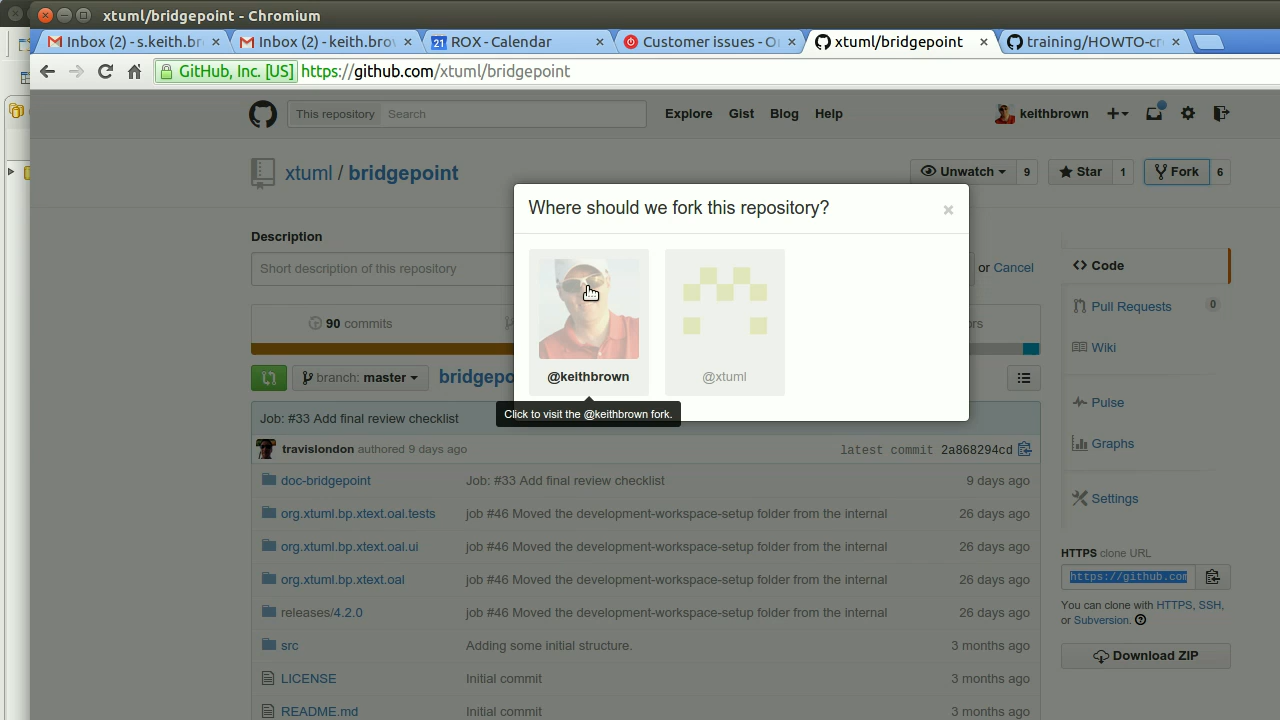 xtuml/bridgepoint - Chromium
Inbox (2) - s.keith.br
Inbox (2) - keith.bro
21 ROX - Calendar
Customer issues - O
xtuml/bridgepoint
training/HOWTO-cr
GitHub, Inc. [US] https://github.com/xtuml/bridgepoint
This repository Search
Explore Gist Blog Help
keithbrown
xtuml / bridgepoint
Unwatch 9
Star 1
Fork 6
Where should we fork this repository?
@keithbrown
@xtuml
Click to visit the @keithbrown fork.
Description
Short description of this repository
or Cancel
90 commits
branch: master
bridgepo
Job: #33 Add final review checklist
travislondon authored 9 days ago
latest commit 2a868294cd
doc-bridgepoint Job: #33 Add final review checklist 9 days ago
org.xtuml.bp.xtext.oal.tests job #46 Moved the development-workspace-setup folder from the internal 26 days ago
org.xtuml.bp.xtext.oal.ui job #46 Moved the development-workspace-setup folder from the internal 26 days ago
org.xtuml.bp.xtext.oal job #46 Moved the development-workspace-setup folder from the internal 26 days ago
releases/4.2.0 job #46 Moved the development-workspace-setup folder from the internal 26 days ago
src Adding some initial structure. 3 months ago
LICENSE Initial commit 3 months ago
README.md Initial commit 3 months ago
Code
Pull Requests 0
Wiki
Pulse
Graphs
Settings
HTTPS clone URL
https://github.com
You can clone with HTTPS, SSH,
or Subversion.
Download ZIP